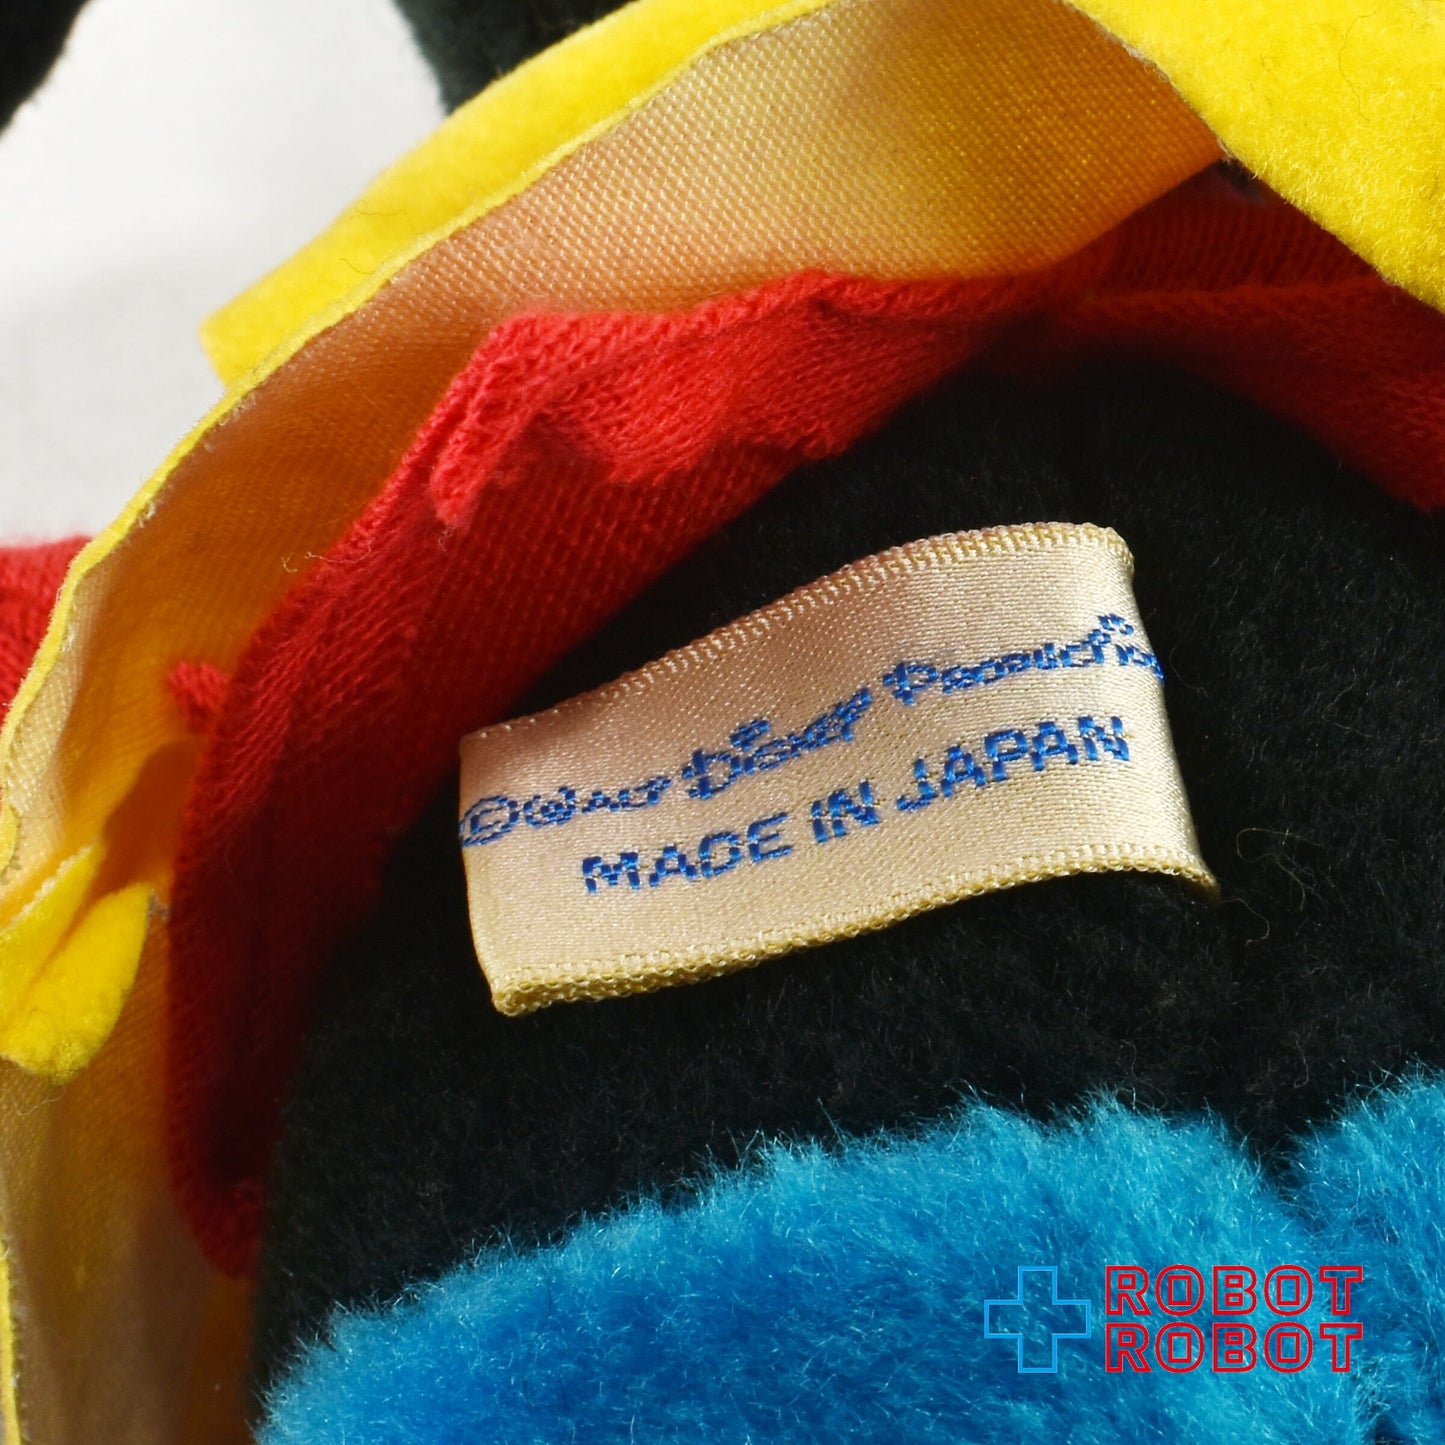 ©WALT DISNEY PRODUCTIONS
MADE IN JAPAN
ROBOT
ROBOT